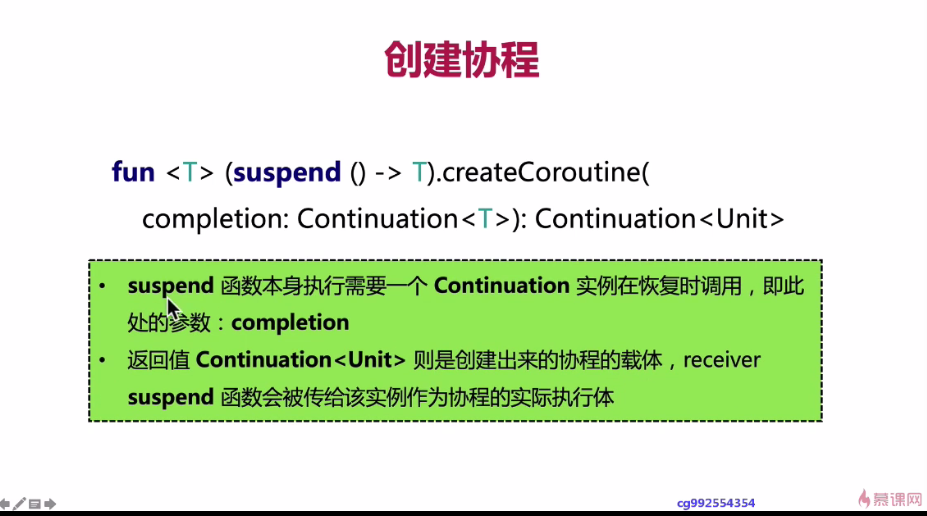 创建协程
fun <T> (suspend () -> T).createCoroutine(
completion: Continuation<T>): Continuation<Unit>
• suspend 函数本身执行需要一个 Continuation 实例在恢复时调用，即此
处的参数：completion
• 返回值 Continuation<Unit> 则是创建出来的协程的载体，receiver
suspend 函数会被传给该实例作为协程的实际执行体
cg992554354
慕课网